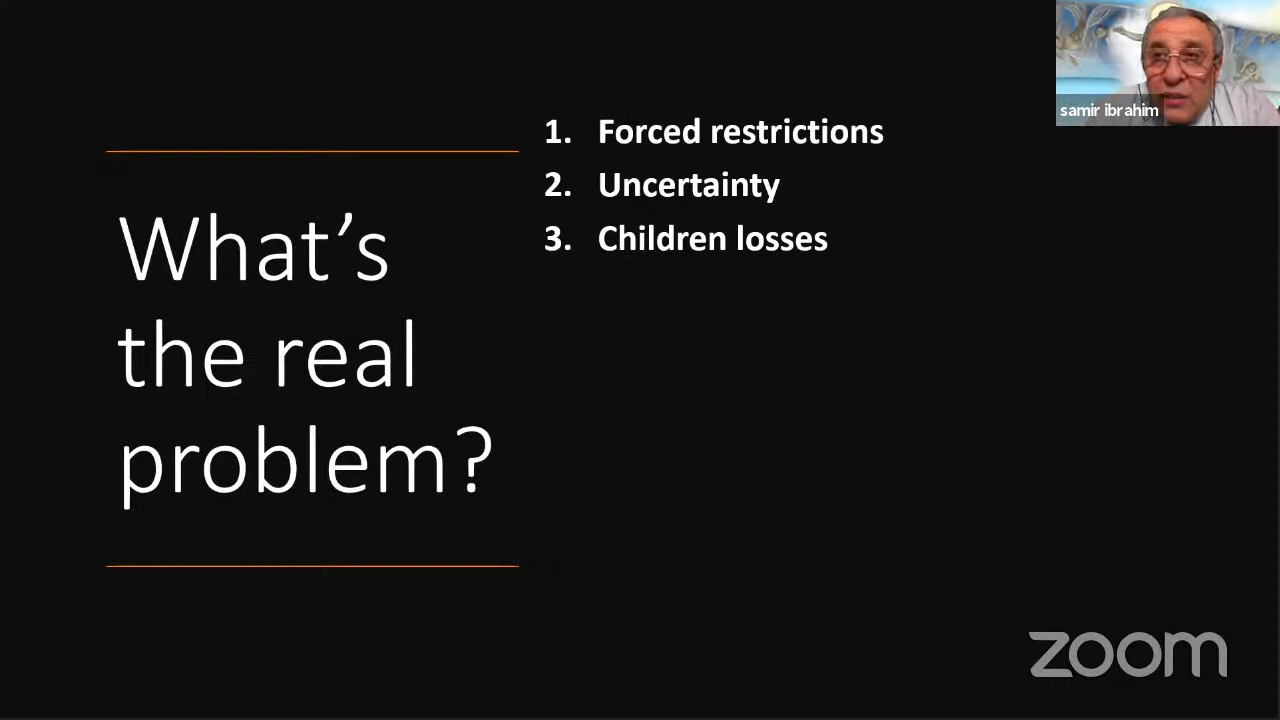 What's
the real
problem?
1. Forced restrictions
2. Uncertainty
3. Children losses
samir ibrahim
zoom